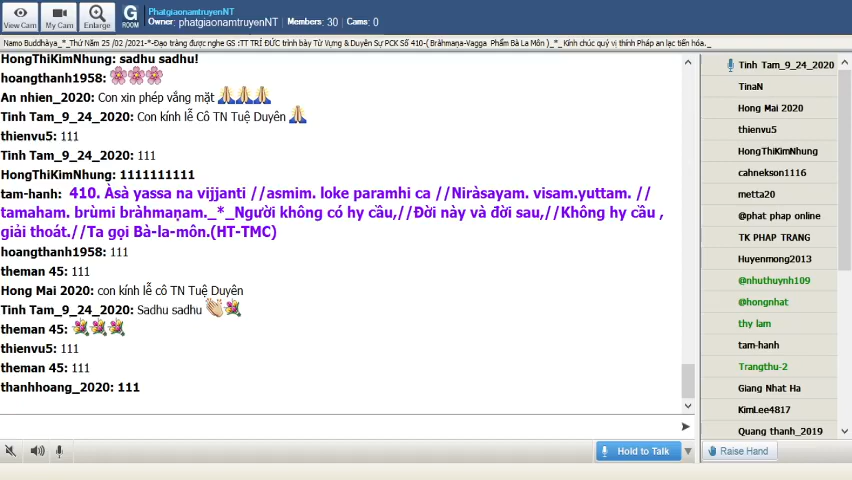 View Cam
My Cam
Enlarge
G
ROOM
PhatgiaonamtruyenNT
Owner: phatgiaonamtruyenNT Members: 30 Cams: 0
Namo Buddhàya_*_Thứ Năm 25 /02 /2021-*-Đạo tràng được nghe GS :TT TRÍ ĐỨC trình bày Từ Vựng & Duyên Sự PCK Số 410-( Bràhmaṇa-Vagga Phẩm Bà La Môn )_*_Kính chúc quý vị thính Pháp an lạc tiến hóa._
HongThiKimNhung: sadhu sadhu!
hoangthanh1958:
An nhien_2020: Con xin phép vắng mặt
Tinh Tam_9_24_2020: Con kính lễ Cô TN Tuệ Duyên
thienvu5: 111
Tinh Tam_9_24_2020: 111
HongThiKimNhung: 1111111111
tam-hanh: 410. Àsà yassa na vijjanti //asmim. loke paramhi ca //Niràsayam. visam.yuttam. //
tamaham. brùmi bràhmaṇam._*_Người không có hy cầu,//Đời này và đời sau,//Không hy cầu ,
giải thoát.//Ta gọi Bà-la-môn.(HT-TMC)
hoangthanh1958: 111
theman 45: 111
Hong Mai 2020: con kính lễ cô TN Tuệ Duyên
Tinh Tam_9_24_2020: Sadhu sadhu
theman 45:
thienvu5: 111
theman 45: 111
thanhhoang_2020: 111
Hold to Talk
Raise Hand
Tinh Tam_9_24_2020
TinaN
Hong Mai 2020
thienvu5
HongThiKimNhung
cahnekson1116
metta20
@phat phap online
TK PHAP TRANG
Huyenmong2013
@nhuthuynh109
@hongnhat
thy lam
tam-hanh
Trangthu-2
Giang Nhat Ha
KimLee4817
Quang thanh_2019